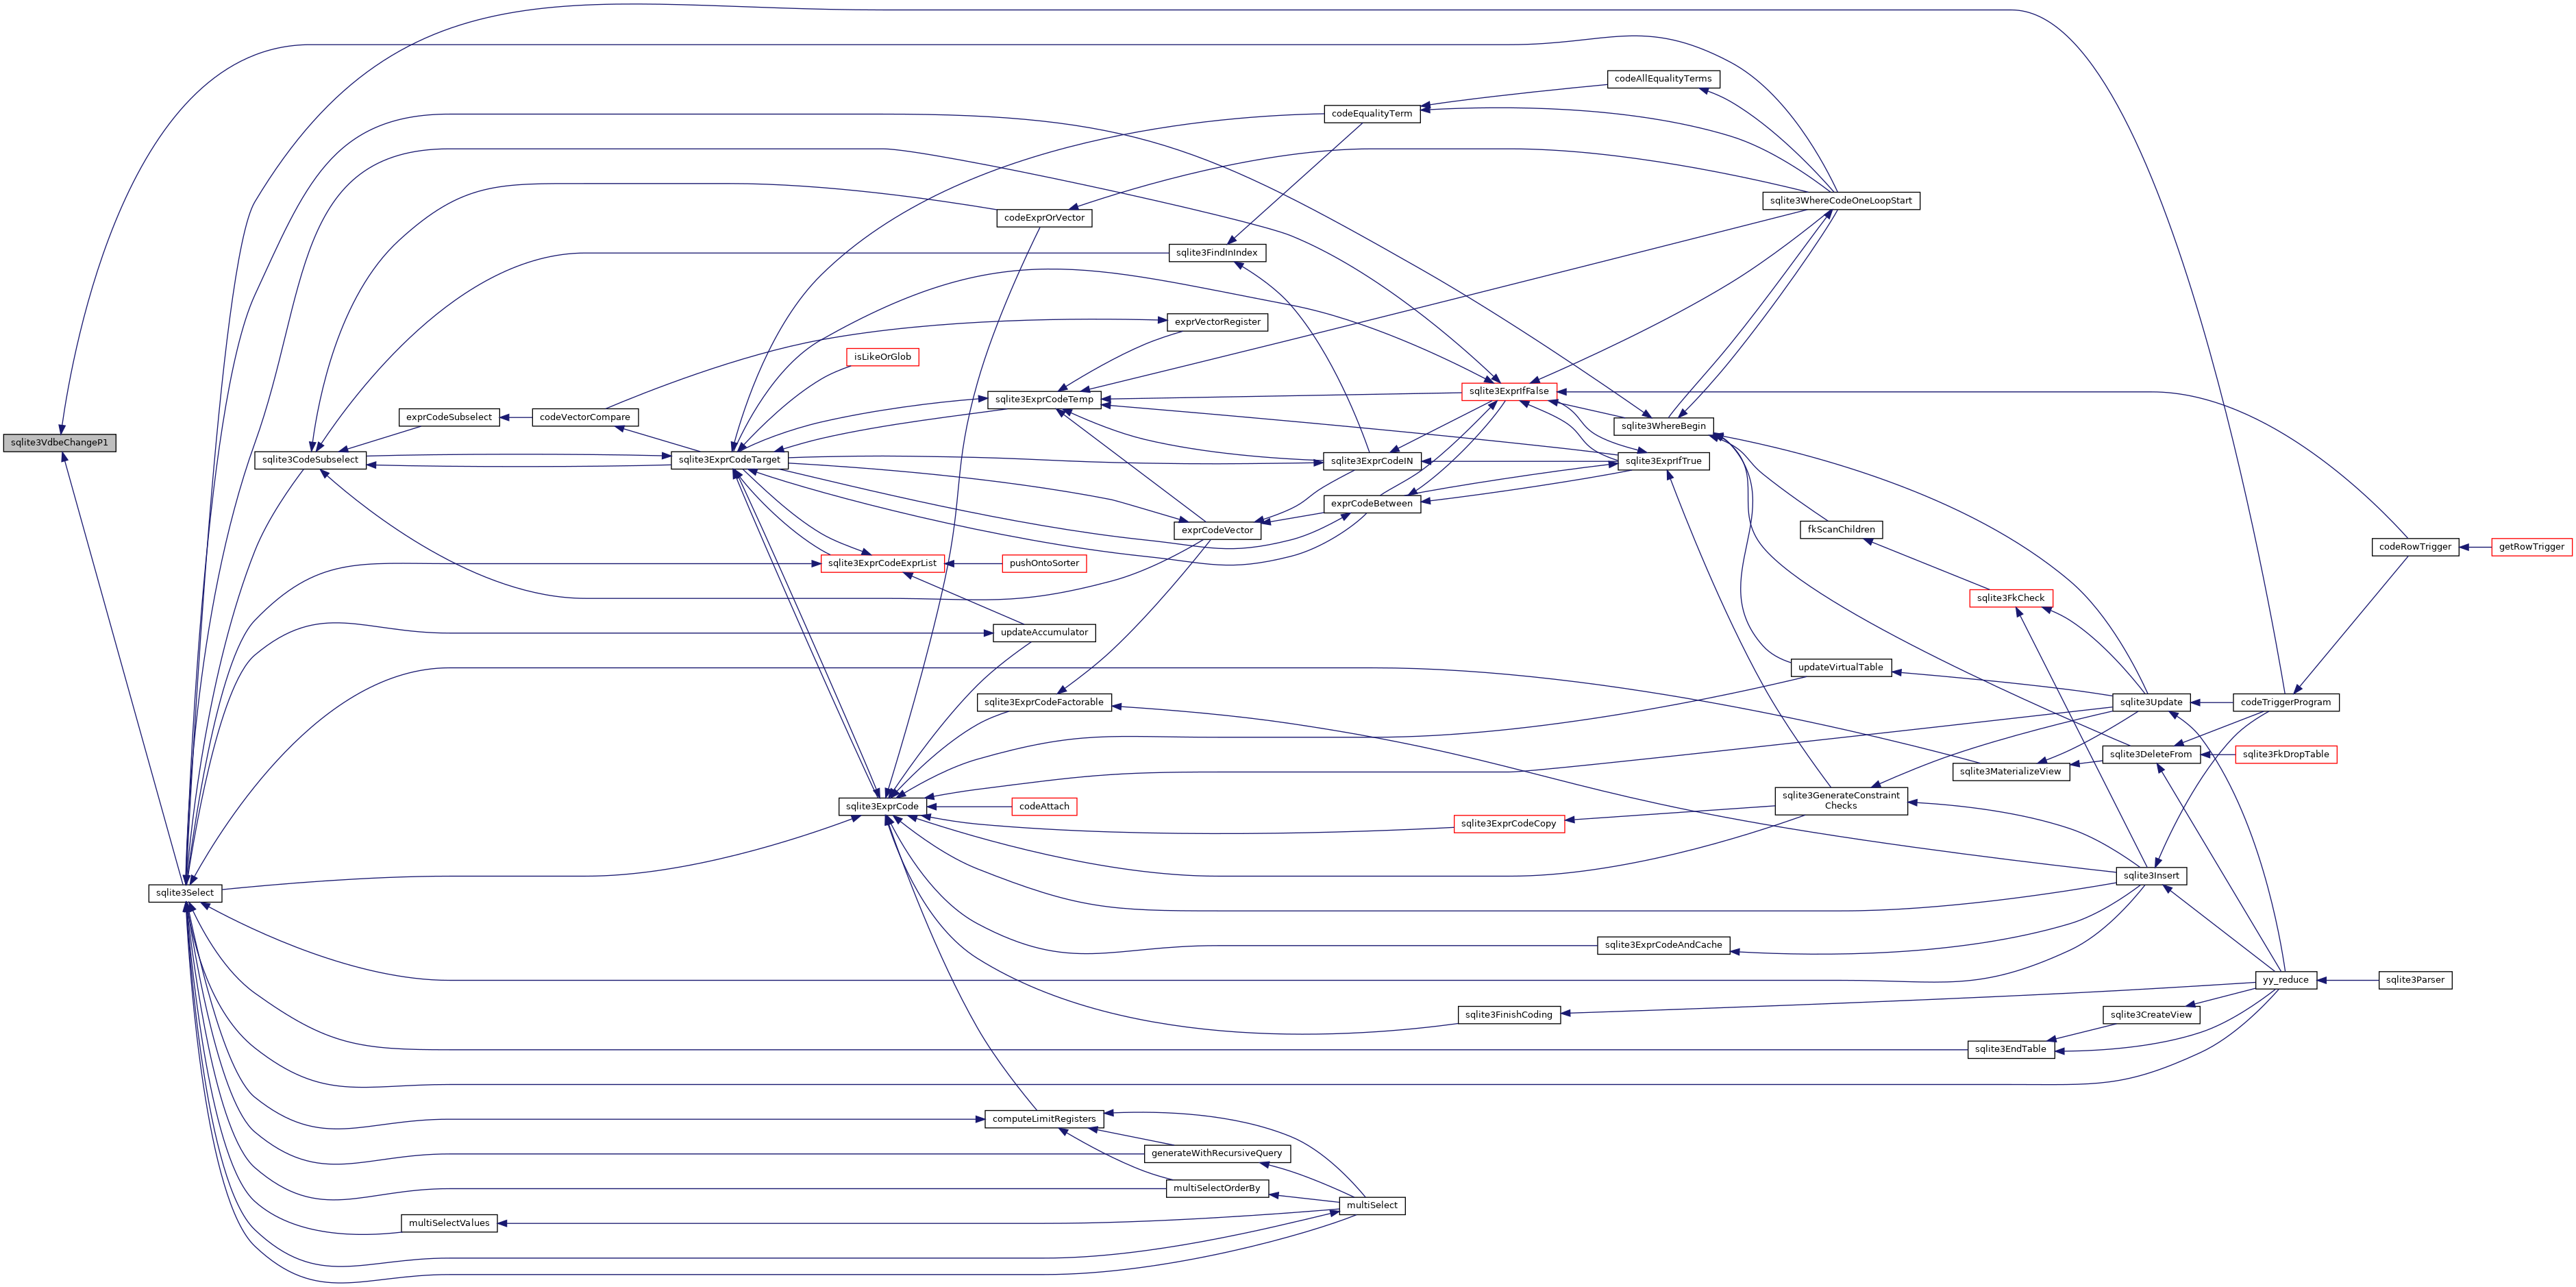 codeAllEqualityTerms
codeEqualityTerm
sqlite3WhereCodeOneLoopStart
codeExprOrVector
sqlite3FindInIndex
exprVectorRegister
isLikeOrGlob
sqlite3ExprIfFalse
sqlite3ExprCodeTemp
exprCodeSubselect
codeVectorCompare
sqlite3WhereBegin
sqlite3VdbeChangeP1
sqlite3CodeSubselect
sqlite3ExprCodeTarget
sqlite3ExprCodeIN
sqlite3ExprIfTrue
exprCodeBetween
exprCodeVector
fkScanChildren
codeRowTrigger
getRowTrigger
sqlite3ExprCodeExprList
pushOntoSorter
sqlite3FkCheck
updateAccumulator
updateVirtualTable
sqlite3ExprCodeFactorable
sqlite3Update
codeTriggerProgram
sqlite3DeleteFrom
sqlite3FkDropTable
sqlite3MaterializeView
sqlite3GenerateConstraint
Checks
sqlite3ExprCode
codeAttach
sqlite3ExprCodeCopy
sqlite3Insert
sqlite3Select
sqlite3ExprCodeAndCache
yy_reduce
sqlite3Parser
sqlite3FinishCoding
sqlite3CreateView
sqlite3EndTable
computeLimitRegisters
generateWithRecursiveQuery
multiSelectOrderBy
multiSelect
multiSelectValues